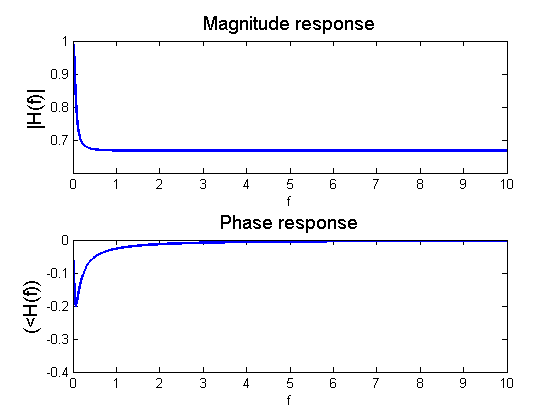 Magnitude response
|H(f)|
1
0.9
0.8
0.7
0 1 2 3 4 5 6 7 8 9 10
f
Phase response
(<H(f))
0
-0.1
-0.2
-0.3
-0.4
0 1 2 3 4 5 6 7 8 9 10
f